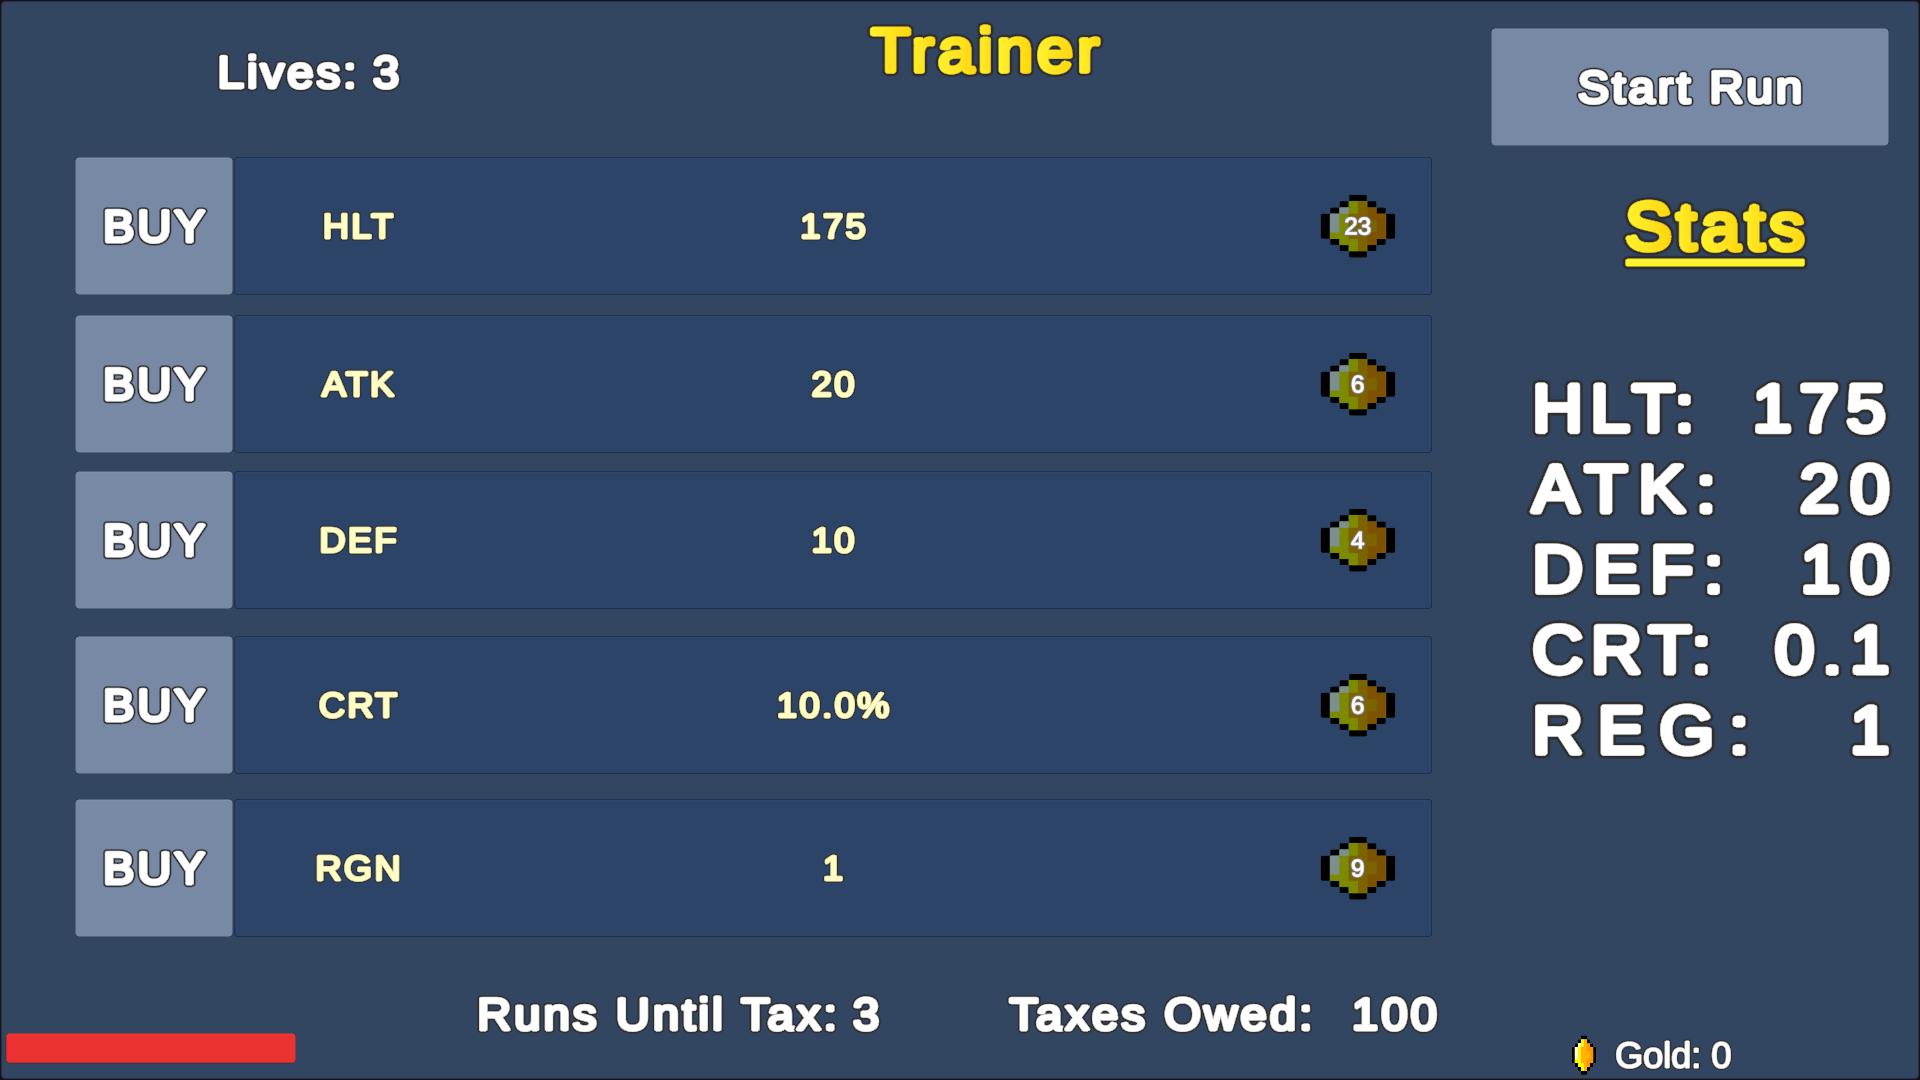 Lives: 3
Trainer
Start Run
BUY HLT 175 23
BUY ATK 20 6
BUY DEF 10 4
BUY CRT 10.0% 6
BUY RGN 1 9
Stats
HLT: 175
ATK: 20
DEF: 10
CRT: 0.1
REG: 1
Runs Until Tax: 3
Taxes Owed: 100
Gold: 0